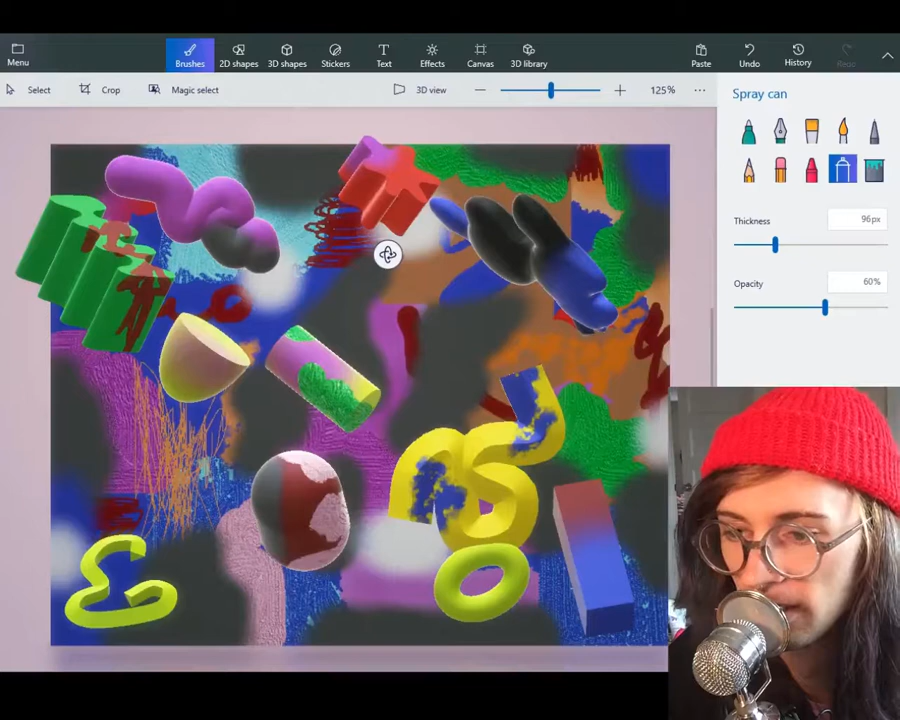 Menu
Brushes
2D shapes
3D shapes
Stickers
Text
Effects
Canvas
3D library
Paste
Undo
History
Redo
Select
Crop
Magic select
3D view
125%
Spray can
Thickness
96px
Opacity
60%